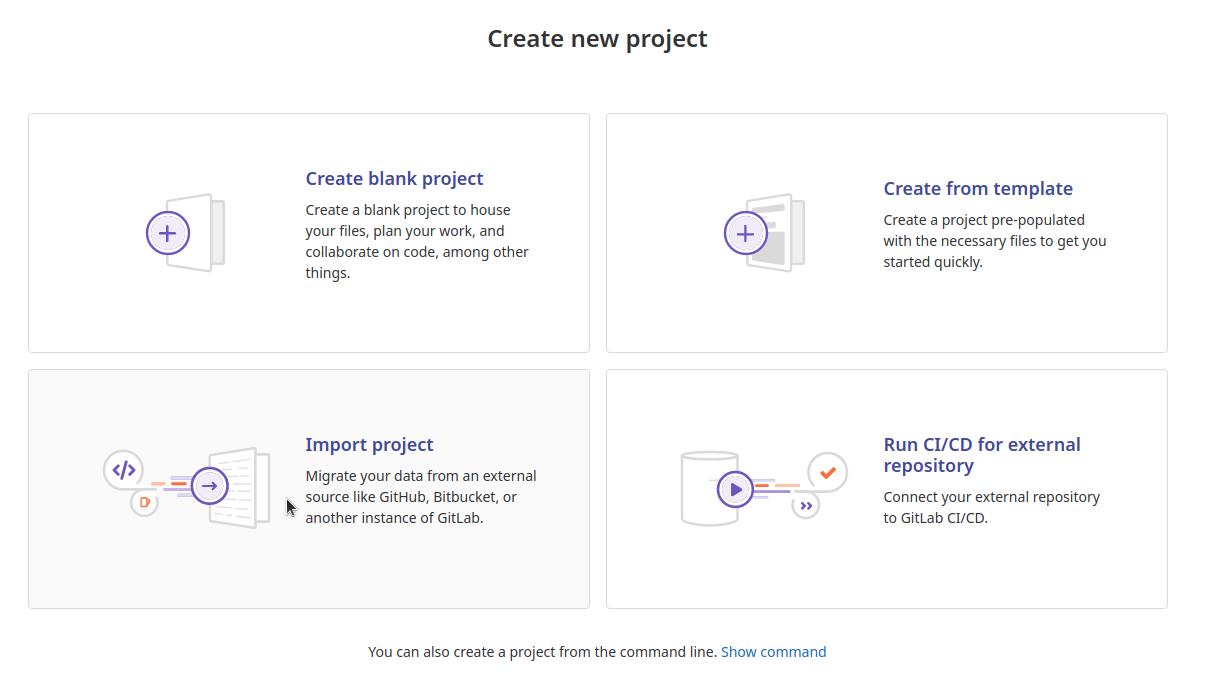 Create new project
Create blank project
Create a blank project to house
your files, plan your work, and
collaborate on code, among other
things.
Create from template
Create a project pre-populated
with the necessary files to get you
started quickly.
Import project
Migrate your data from an external
source like GitHub, Bitbucket, or
another instance of GitLab.
Run CI/CD for external
repository
Connect your external repository
to GitLab CI/CD.
You can also create a project from the command line. Show command